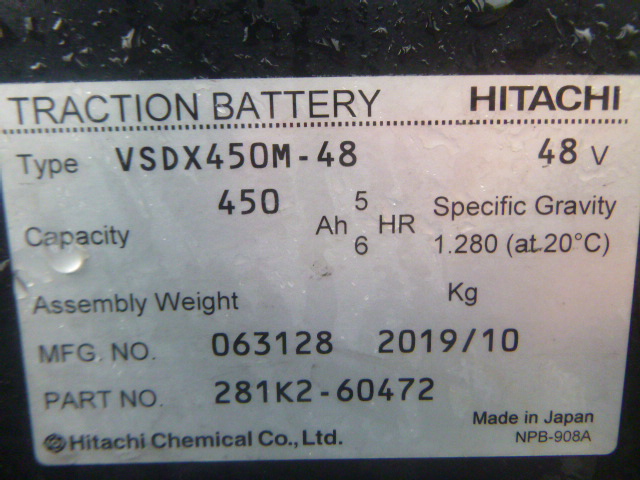 TRACTION BATTERY HITACHI
Type VSDX450M-48 48 V
Capacity 450 Ah 5 HR Specific Gravity
6 1.280 (at 20°C)
Assembly Weight Kg
MFG. NO. 063128 2019/10
PART NO. 281K2-60472
Made in Japan
Hitachi Chemical Co., Ltd. NPB-908A